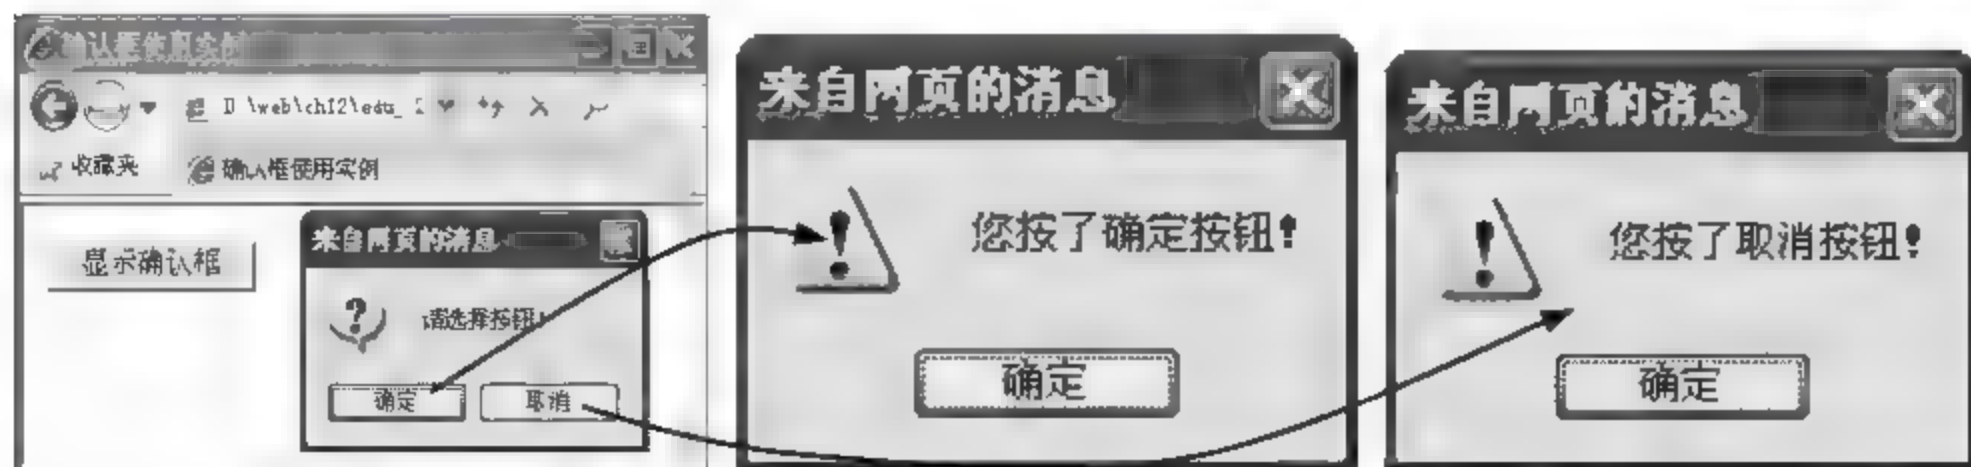 确认框使用实例
D:\web\ch12\edu_
收藏夹
确认框使用实例
显示确认框
来自网页的消息
请选择按钮!
确定
取消
来自网页的消息
您按了确定按钮!
确定
来自网页的消息
您按了取消按钮!
确定